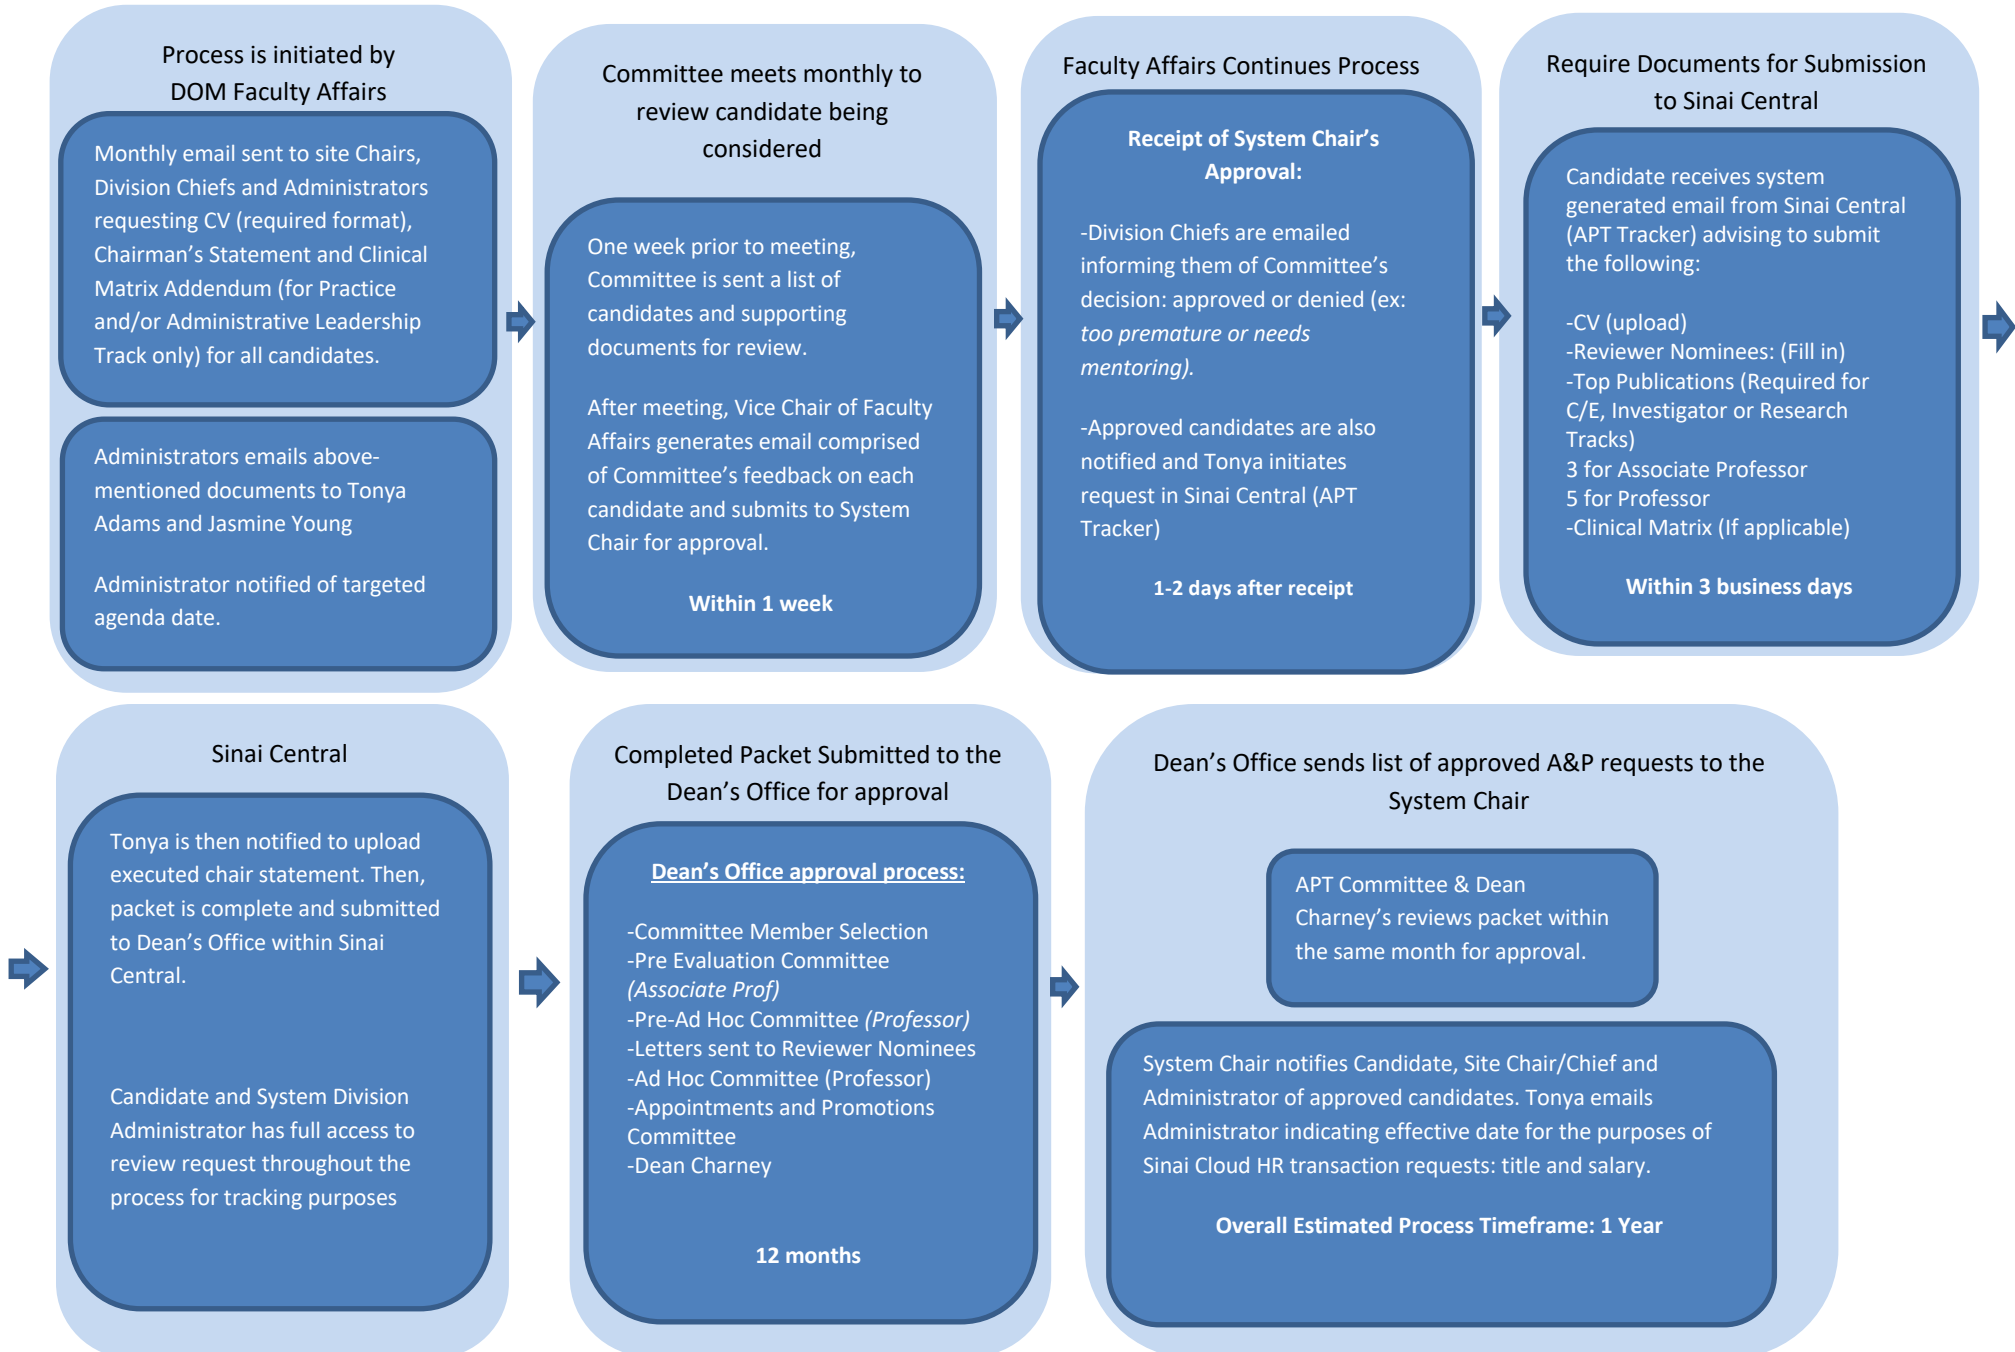 Process is initiated by
DOM Faculty Affairs
Monthly email sent to site Chairs,
Division Chiefs and Administrators
requesting CV (required format),
Chairman’s Statement and Clinical
Matrix Addendum (for Practice
and/or Administrative Leadership
Track only) for all candidates.
Administrators emails above-
mentioned documents to Tonya
Adams and Jasmine Young
Administrator notified of targeted
agenda date.
Committee meets monthly to
review candidate being
considered
One week prior to meeting,
Committee is sent a list of
candidates and supporting
documents for review.
After meeting, Vice Chair of Faculty
Affairs generates email comprised
of Committee’s feedback on each
candidate and submits to System
Chair for approval.
Within 1 week
Faculty Affairs Continues Process
Receipt of System Chair’s
Approval:
-Division Chiefs are emailed
informing them of Committee’s
decision: approved or denied (ex:
too premature or needs
mentoring).
-Approved candidates are also
notified and Tonya initiates
request in Sinai Central (APT
Tracker)
1-2 days after receipt
Require Documents for Submission
to Sinai Central
Candidate receives system
generated email from Sinai Central
(APT Tracker) advising to submit
the following:
-CV (upload)
-Reviewer Nominees: (Fill in)
-Top Publications (Required for
C/E, Investigator or Research
Tracks)
3 for Associate Professor
5 for Professor
-Clinical Matrix (If applicable)
Within 3 business days
Sinai Central
Tonya is then notified to upload
executed chair statement. Then,
packet is complete and submitted
to Dean’s Office within Sinai
Central.
Candidate and System Division
Administrator has full access to
review request throughout the
process for tracking purposes
Completed Packet Submitted to the
Dean’s Office for approval
Dean’s Office approval process:
-Committee Member Selection
-Pre Evaluation Committee
(Associate Prof)
-Pre-Ad Hoc Committee (Professor)
-Letters sent to Reviewer Nominees
-Ad Hoc Committee (Professor)
-Appointments and Promotions
Committee
-Dean Charney
12 months
Dean’s Office sends list of approved A&P requests to the
System Chair
APT Committee & Dean
Charney’s reviews packet within
the same month for approval.
System Chair notifies Candidate, Site Chair/Chief and
Administrator of approved candidates. Tonya emails
Administrator indicating effective date for the purposes of
Sinai Cloud HR transaction requests: title and salary.
Overall Estimated Process Timeframe: 1 Year